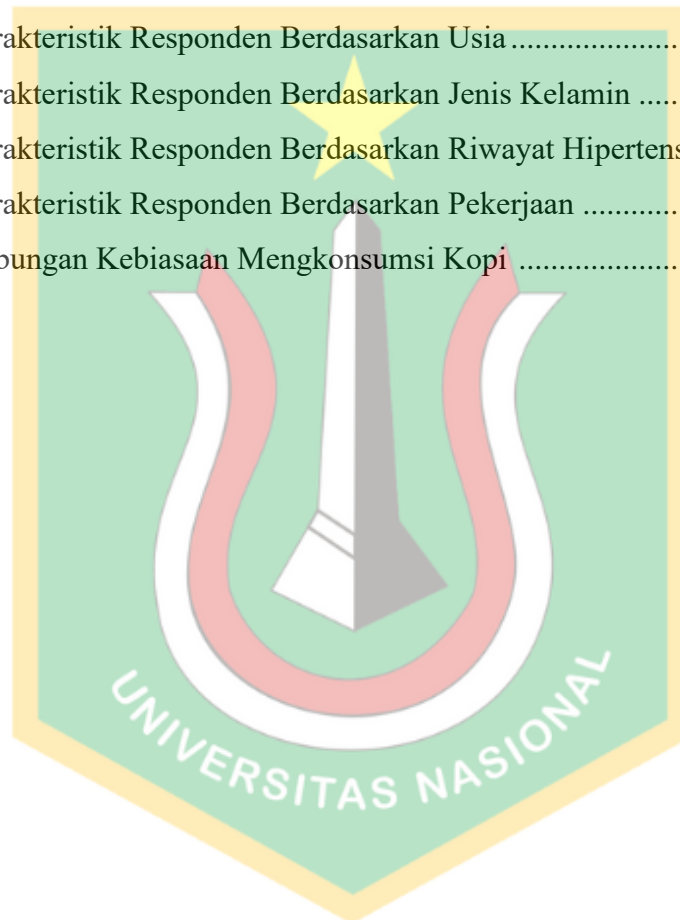 rakteristik Responden Berdasarkan Usia.....................
rakteristik Responden Berdasarkan Jenis Kelamin .....
rakteristik Responden Berdasarkan Riwayat Hipertens
rakteristik Responden Berdasarkan Pekerjaan ............
bungan Kebiasaan Mengkonsumsi Kopi ....................
UNIVERSITAS NASIONAL